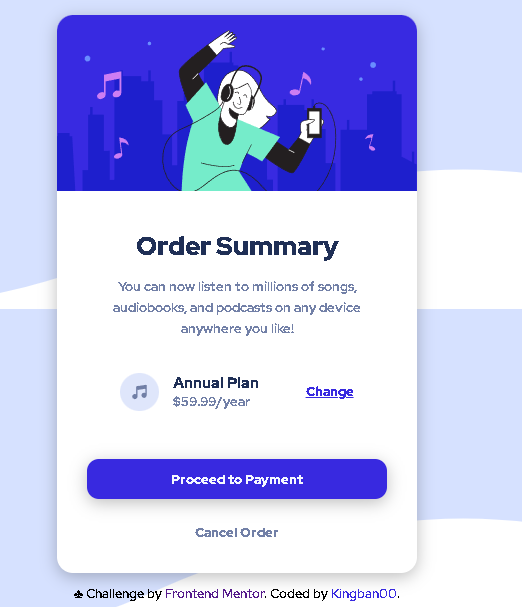 Order Summary
You can now listen to millions of songs,
audiobooks, and podcasts on any device
anywhere you like!
Annual Plan
$59.99/year
Change
Proceed to Payment
Cancel Order
♣ Challenge by Frontend Mentor. Coded by Kingban00.